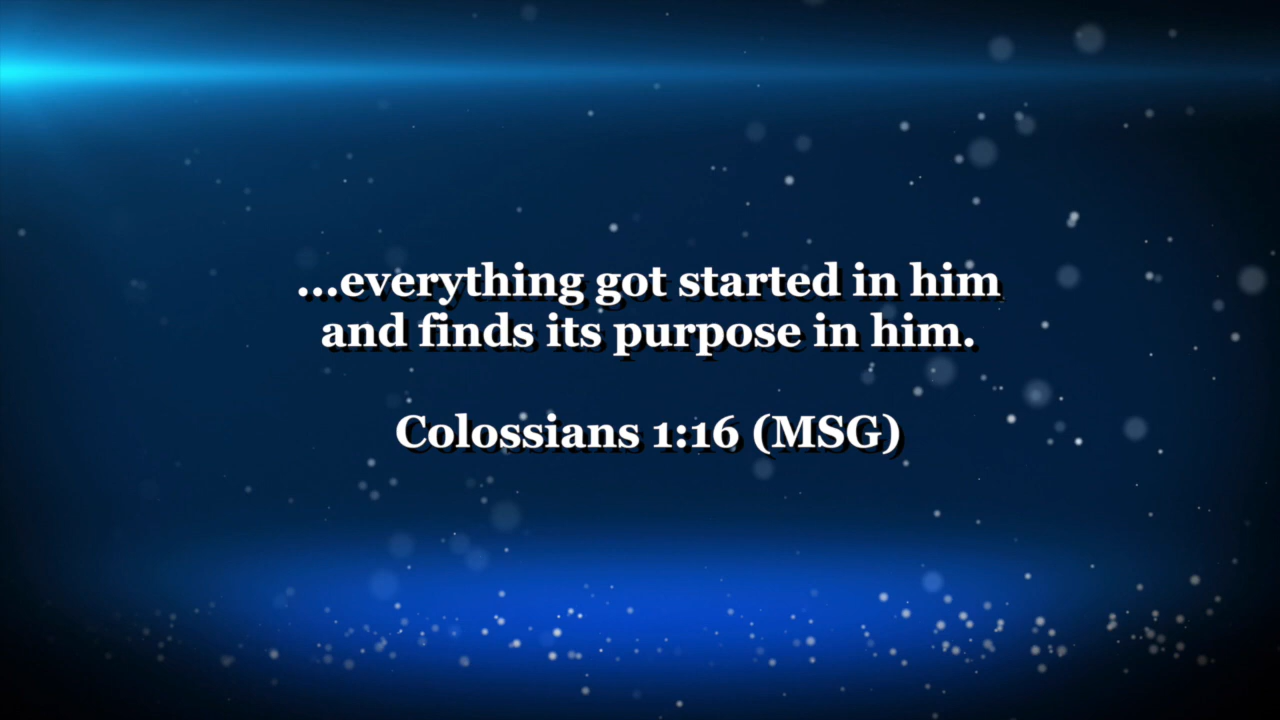 ...everything got started in him
and finds its purpose in him.
Colossians 1:16 (MSG)